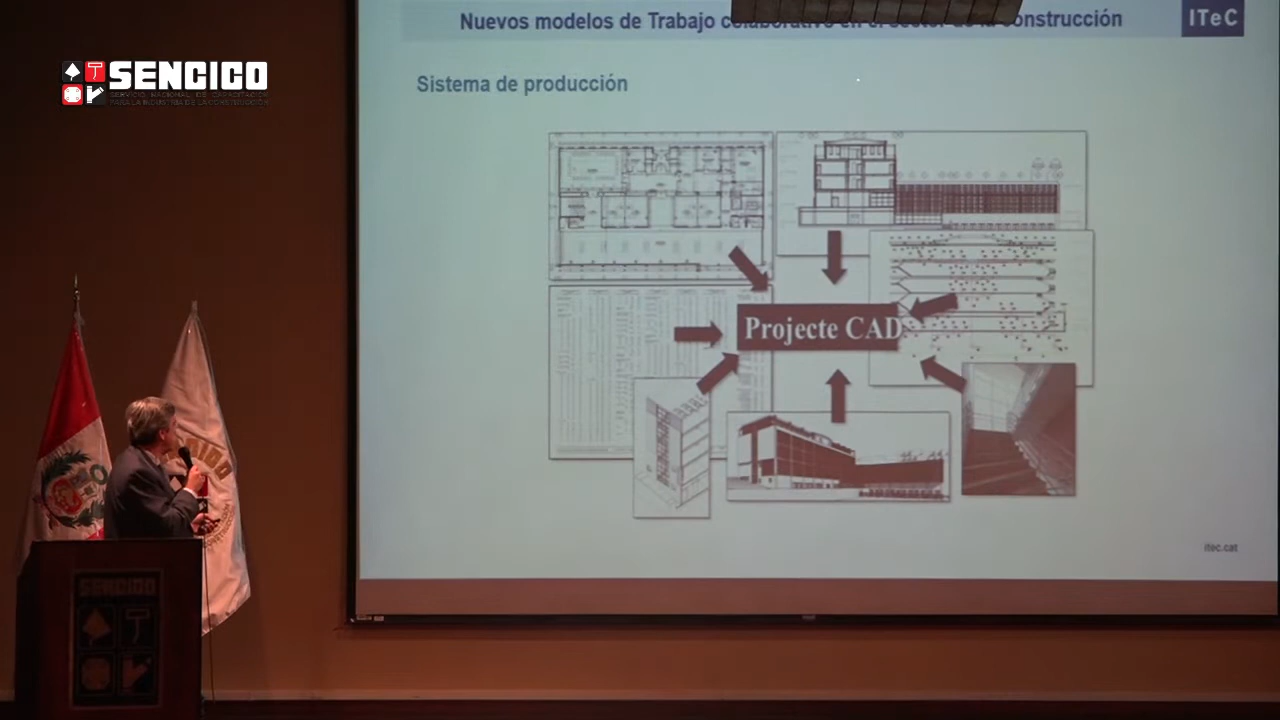 Nuevos modelos de Trabajo colaborativo en el sector de la construcción
ITeC
SENCICO
SERVICIO NACIONAL DE CAPACITACIÓN
PARA LA INDUSTRIA DE LA CONSTRUCCIÓN
Sistema de producción
Projecte CAD
itec.cat
SENCICO